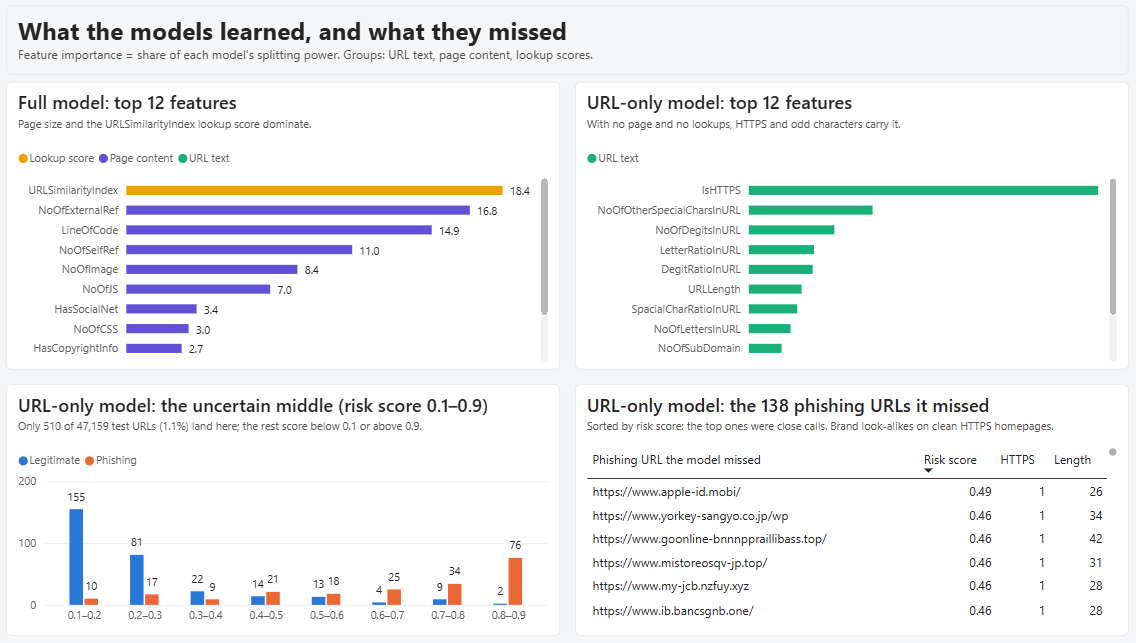 What the models learned, and what they missed
Feature importance = share of each model's splitting power. Groups: URL text, page content, lookup scores.
Full model: top 12 features
Page size and the URLSimilarityIndex lookup score dominate.
Lookup score Page content URL text
URLSimilarityIndex 18.4
NoOfExternalRef 16.8
LineOfCode 14.9
NoOfSelfRef 11.0
NoOfImage 8.4
NoOfJS 7.0
HasSocialNet 3.4
NoOfCSS 3.0
HasCopyrightInfo 2.7
URL-only model: top 12 features
With no page and no lookups, HTTPS and odd characters carry it.
URL text
IsHTTPS
NoOfOtherSpecialCharsInURL
NoOfDegitsInURL
LetterRatioInURL
DegitRatioInURL
URLLength
SpacialCharRatioInURL
NoOfLettersInURL
NoOfSubDomain
URL-only model: the uncertain middle (risk score 0.1–0.9)
Only 510 of 47,159 test URLs (1.1%) land here; the rest score below 0.1 or above 0.9.
Legitimate Phishing
200
100
0
155 10
81 17
22 9
14 21
13 18
4 25
9 34
2 76
0.1–0.2 0.2–0.3 0.3–0.4 0.4–0.5 0.5–0.6 0.6–0.7 0.7–0.8 0.8–0.9
URL-only model: the 138 phishing URLs it missed
Sorted by risk score: the top ones were close calls. Brand look-alikes on clean HTTPS homepages.
Phishing URL the model missed Risk score HTTPS Length
https://www.apple-id.mobi/ 0.49 1 26
https://www.yorkey-sangyo.co.jp/wp 0.46 1 34
https://www.goonline-bnnnppraillibass.top/ 0.46 1 42
https://www.mistoreosqv-jp.top/ 0.46 1 31
https://www.my-jcb.nzfuy.xyz 0.46 1 28
https://www.ib.bancsgnb.one/ 0.46 1 28